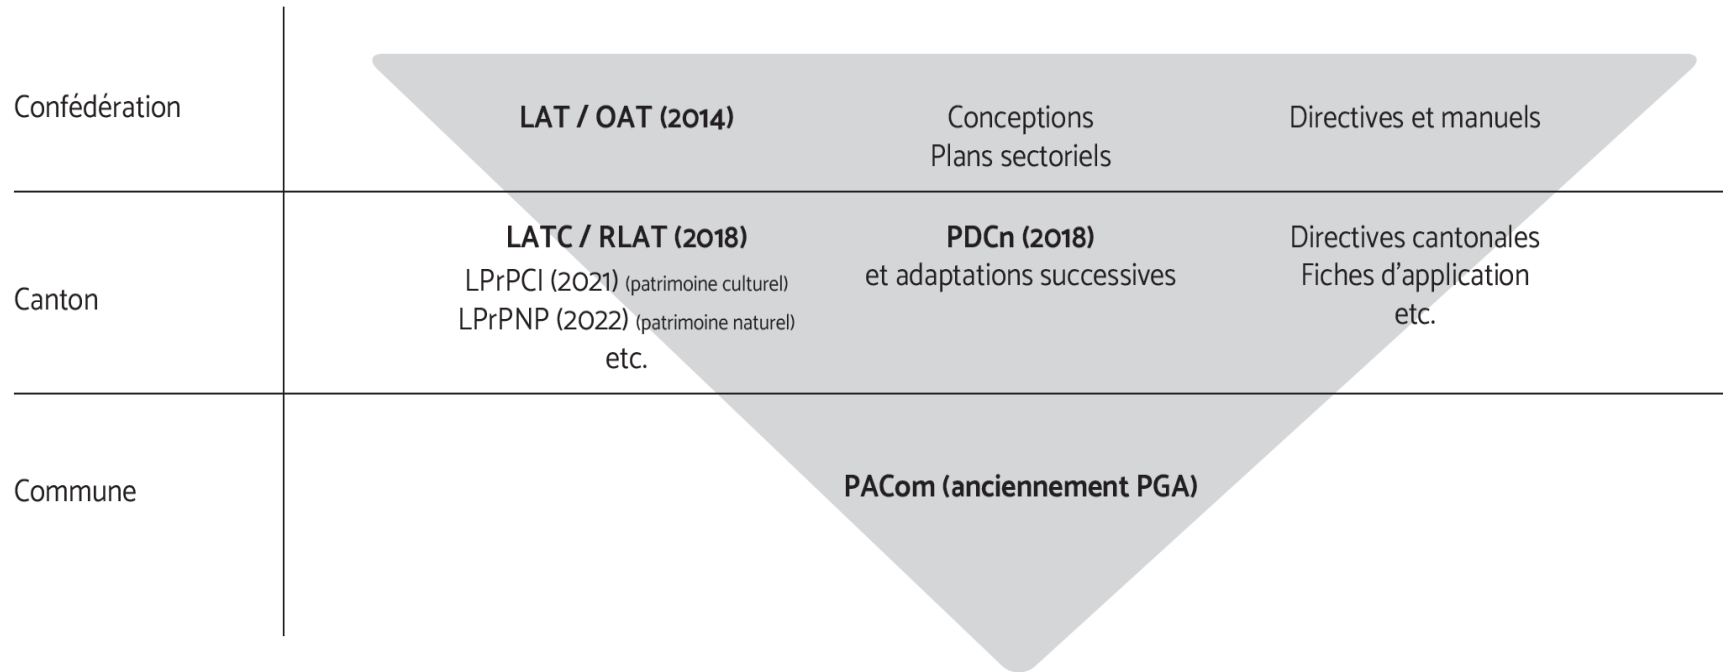 Confédération
LAT / OAT (2014)
Conceptions
Plans sectoriels
Directives et manuels
Canton
LATC / RLAT (2018)
LPrPCI (2021) (patrimoine culturel)
LPrPNP (2022) (patrimoine naturel)
etc.
PDCn (2018)
et adaptations successives
Directives cantonales
Fiches d'application
etc.
Commune
PACom (anciennement PGA)